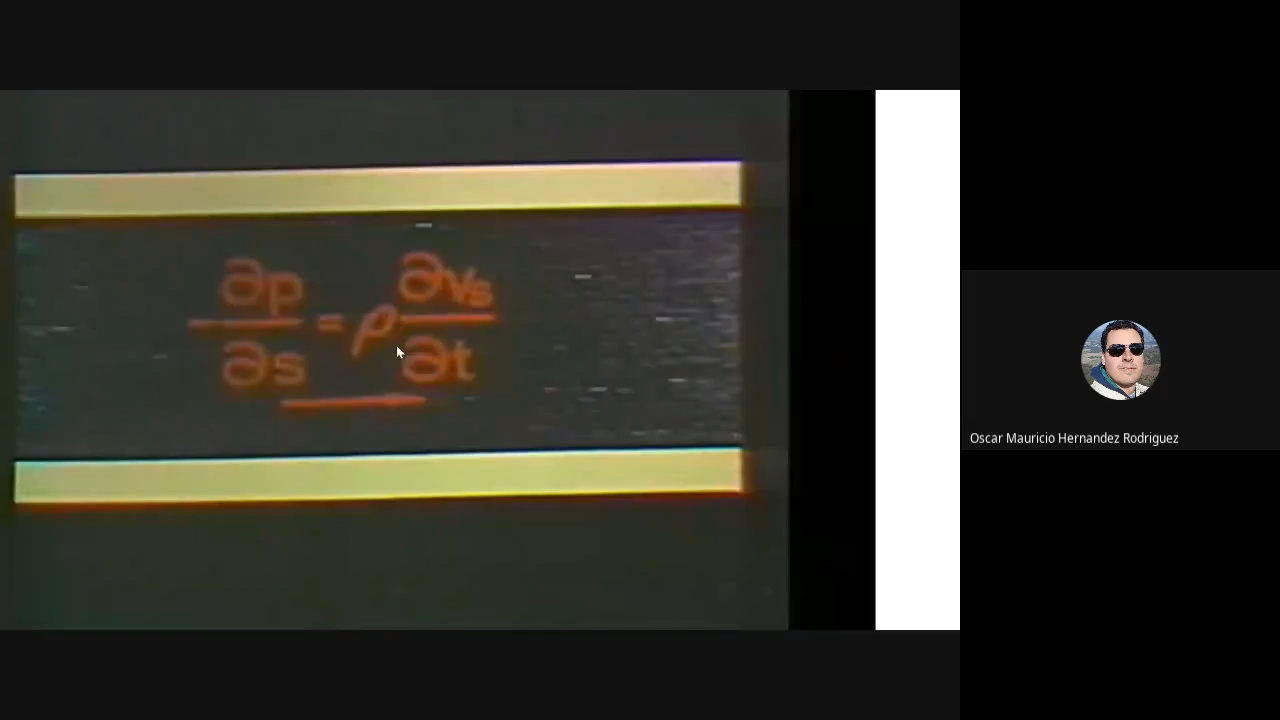 ∂p/∂s = ρ ∂vₛ/∂t
Oscar Mauricio Hernandez Rodriguez